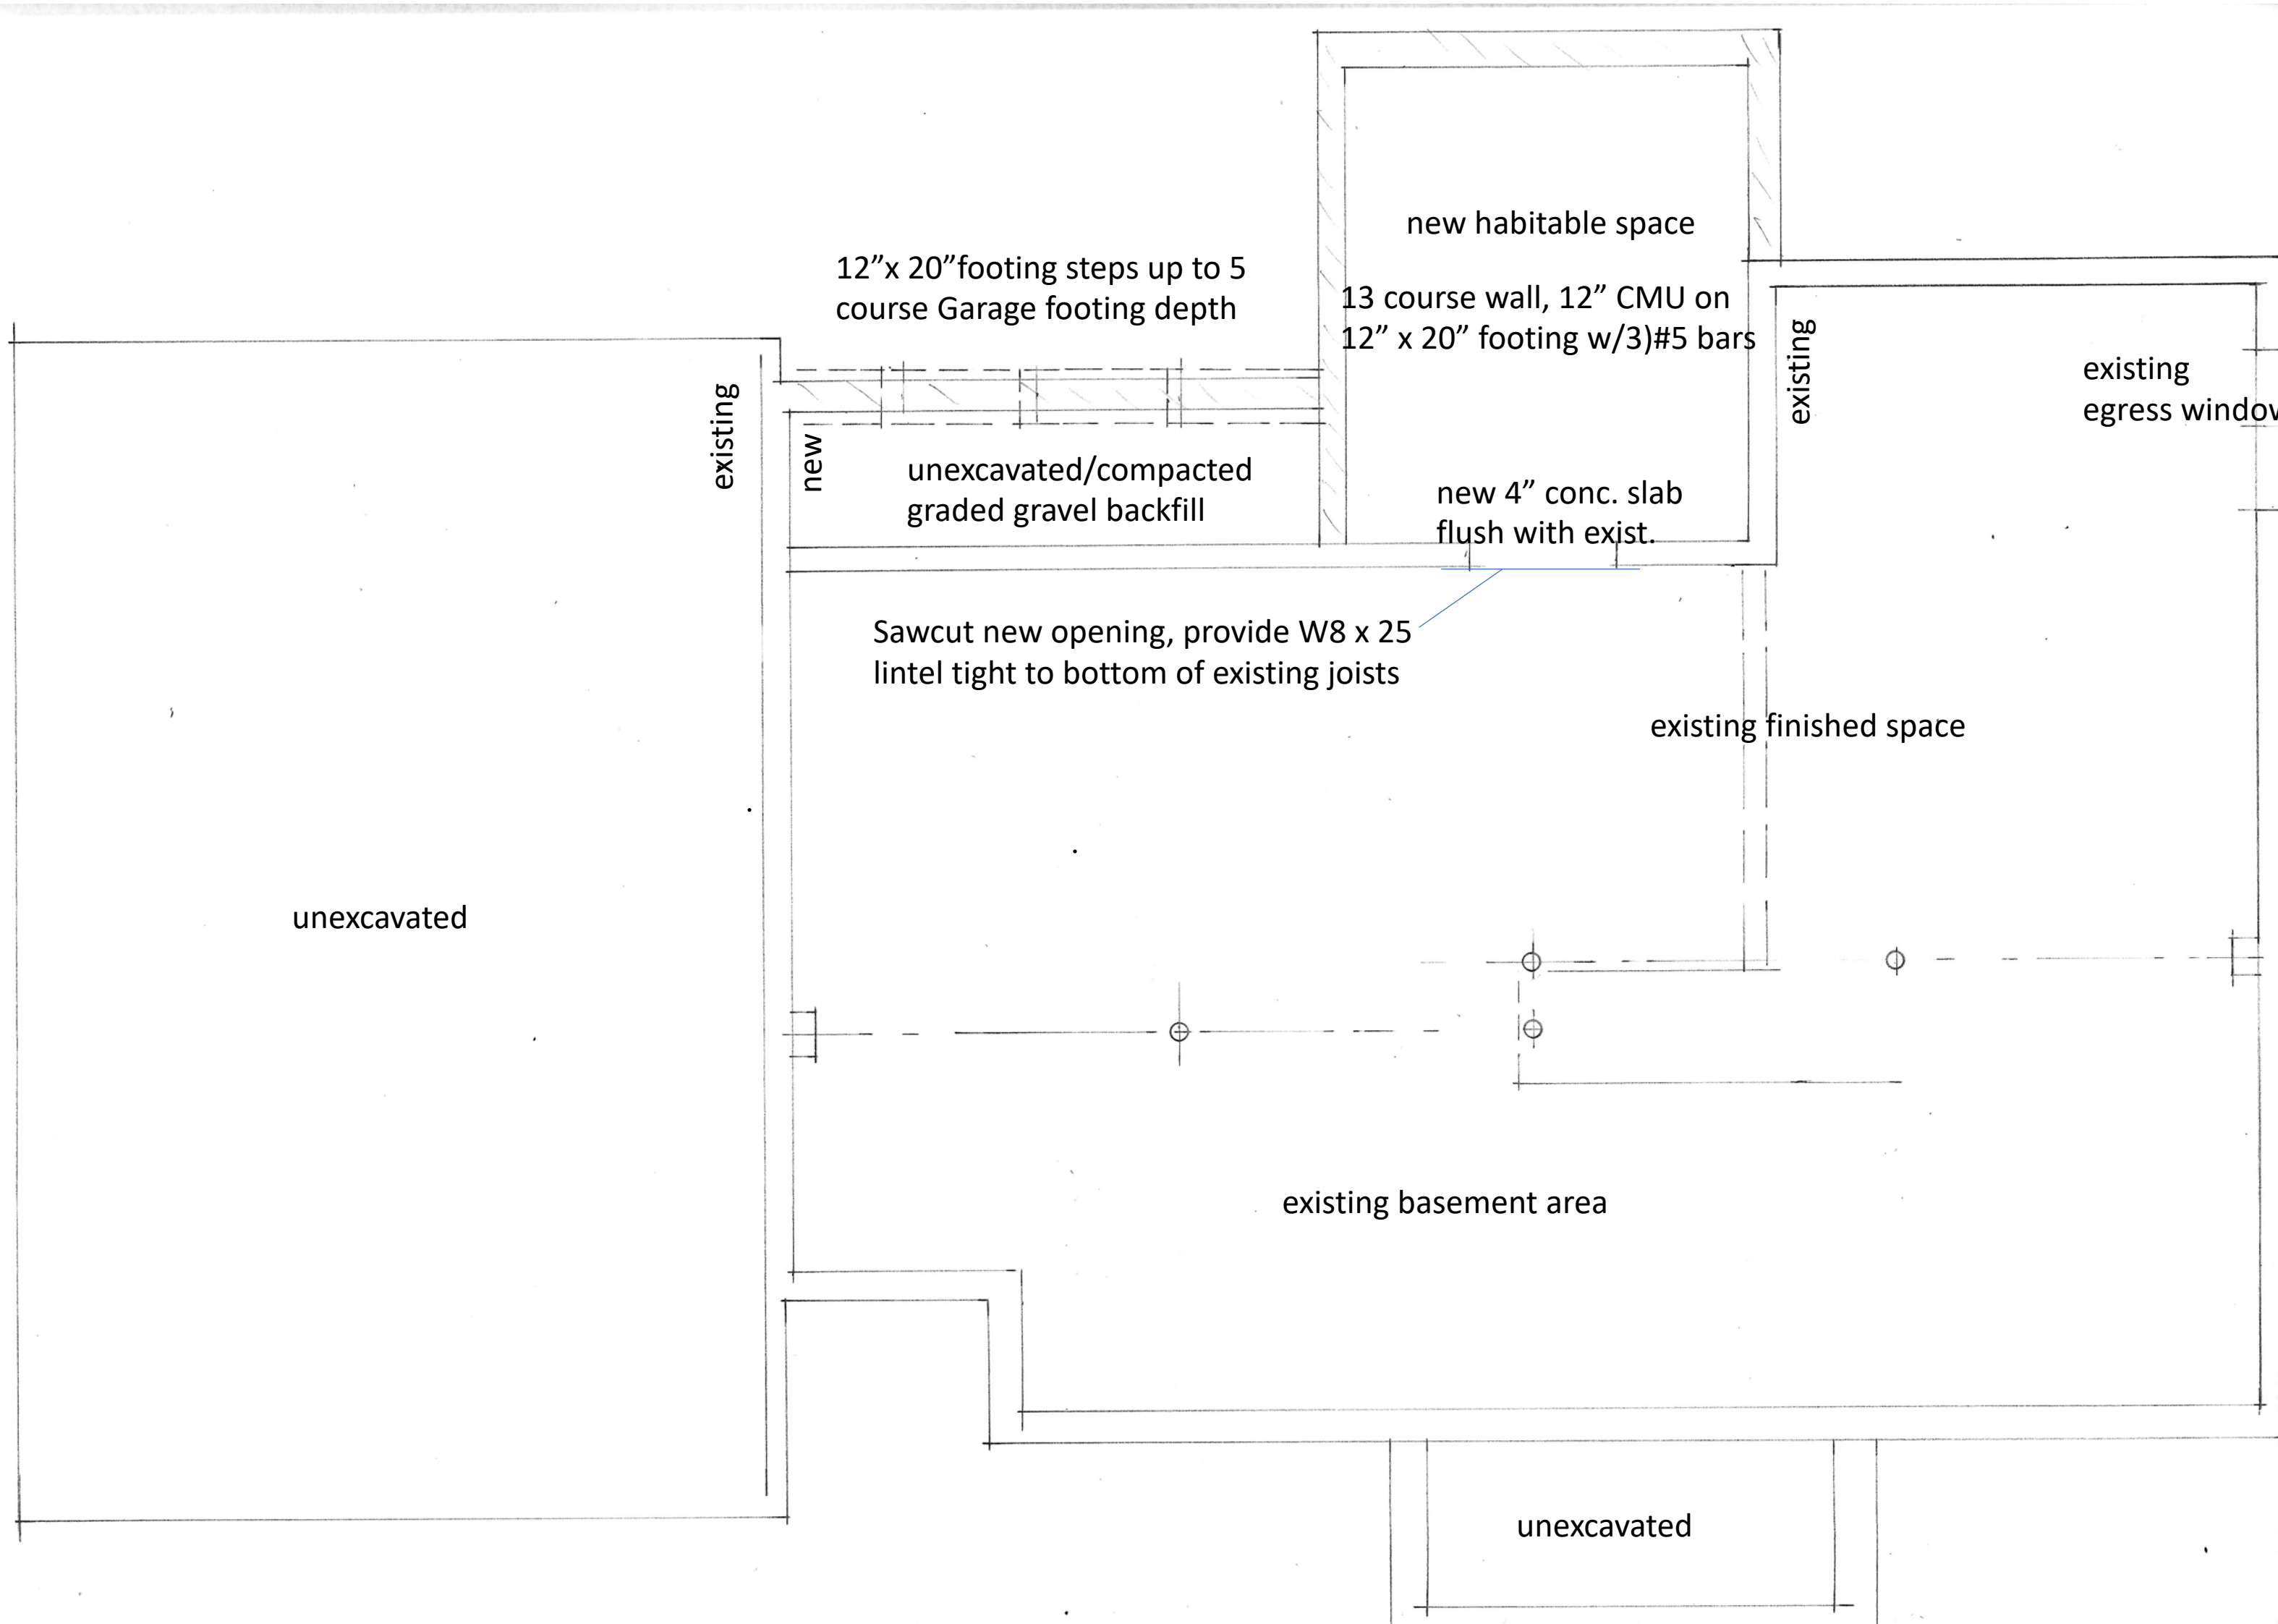 new habitable space
12”x 20”footing steps up to 5
course Garage footing depth
13 course wall, 12” CMU on
12” x 20” footing w/3)#5 bars
existing
existing
existing
egress window
new
unexcavated/compacted
graded gravel backfill
new 4” conc. slab
flush with exist.
Sawcut new opening, provide W8 x 25
lintel tight to bottom of existing joists
existing finished space
unexcavated
existing basement area
unexcavated